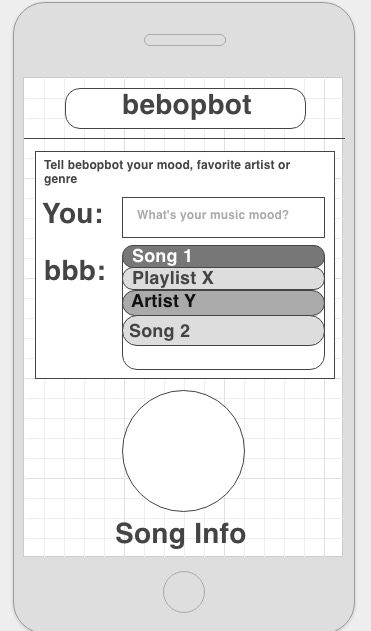 bebopbot
Tell bebopbot your mood, favorite artist or
genre
You:
What's your music mood?
bbb:
Song 1
Playlist X
Artist Y
Song 2
Song Info